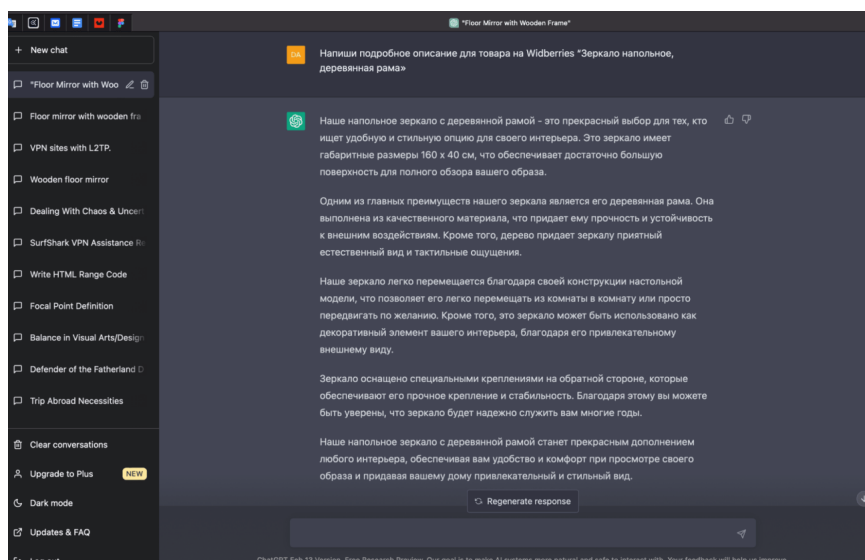 "Floor Mirror with Wooden Frame"
+ New chat
"Floor Mirror with Woo
Floor mirror with wooden fra
VPN sites with L2TP.
Wooden floor mirror
Dealing With Chaos & Uncert
SurfShark VPN Assistance Re
Write HTML Range Code
Focal Point Definition
Balance in Visual Arts/Design
Defender of the Fatherland D
Trip Abroad Necessities
Clear conversations
Upgrade to Plus NEW
Dark mode
Updates & FAQ
DA
Напиши подробное описание для товара на Widberries “Зеркало напольное,
деревянная рама»
Наше напольное зеркало с деревянной рамой - это прекрасный выбор для тех, кто
ищет удобную и стильную опцию для своего интерьера. Это зеркало имеет
габаритные размеры 160 х 40 см, что обеспечивает достаточно большую
поверхность для полного обзора вашего образа.
Одним из главных преимуществ нашего зеркала является его деревянная рама. Она
выполнена из качественного материала, что придает ему прочность и устойчивость
к внешним воздействиям. Кроме того, дерево придает зеркалу приятный
естественный вид и тактильные ощущения.
Наше зеркало легко перемещается благодаря своей конструкции настольной
модели, что позволяет его легко перемещать из комнаты в комнату или просто
передвигать по желанию. Кроме того, это зеркало может быть использовано как
декоративный элемент вашего интерьера, благодаря его привлекательному
внешнему виду.
Зеркало оснащено специальными креплениями на обратной стороне, которые
обеспечивают его прочное крепление и стабильность. Благодаря этому вы можете
быть уверены, что зеркало будет надежно служить вам многие годы.
Наше напольное зеркало с деревянной рамой станет прекрасным дополнением
любого интерьера, обеспечивая вам удобство и комфорт при просмотре своего
образа и придавая вашему дому привлекательный и стильный вид.
Regenerate response